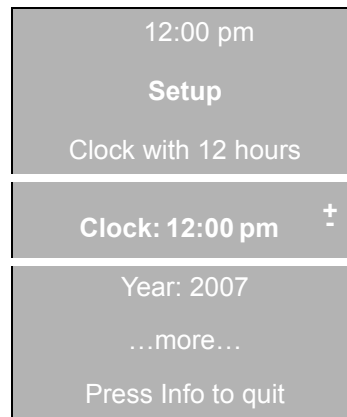 12:00 pm
Setup
Clock with 12 hours
Clock: 12:00 pm +
-
Year: 2007
…more…
Press Info to quit